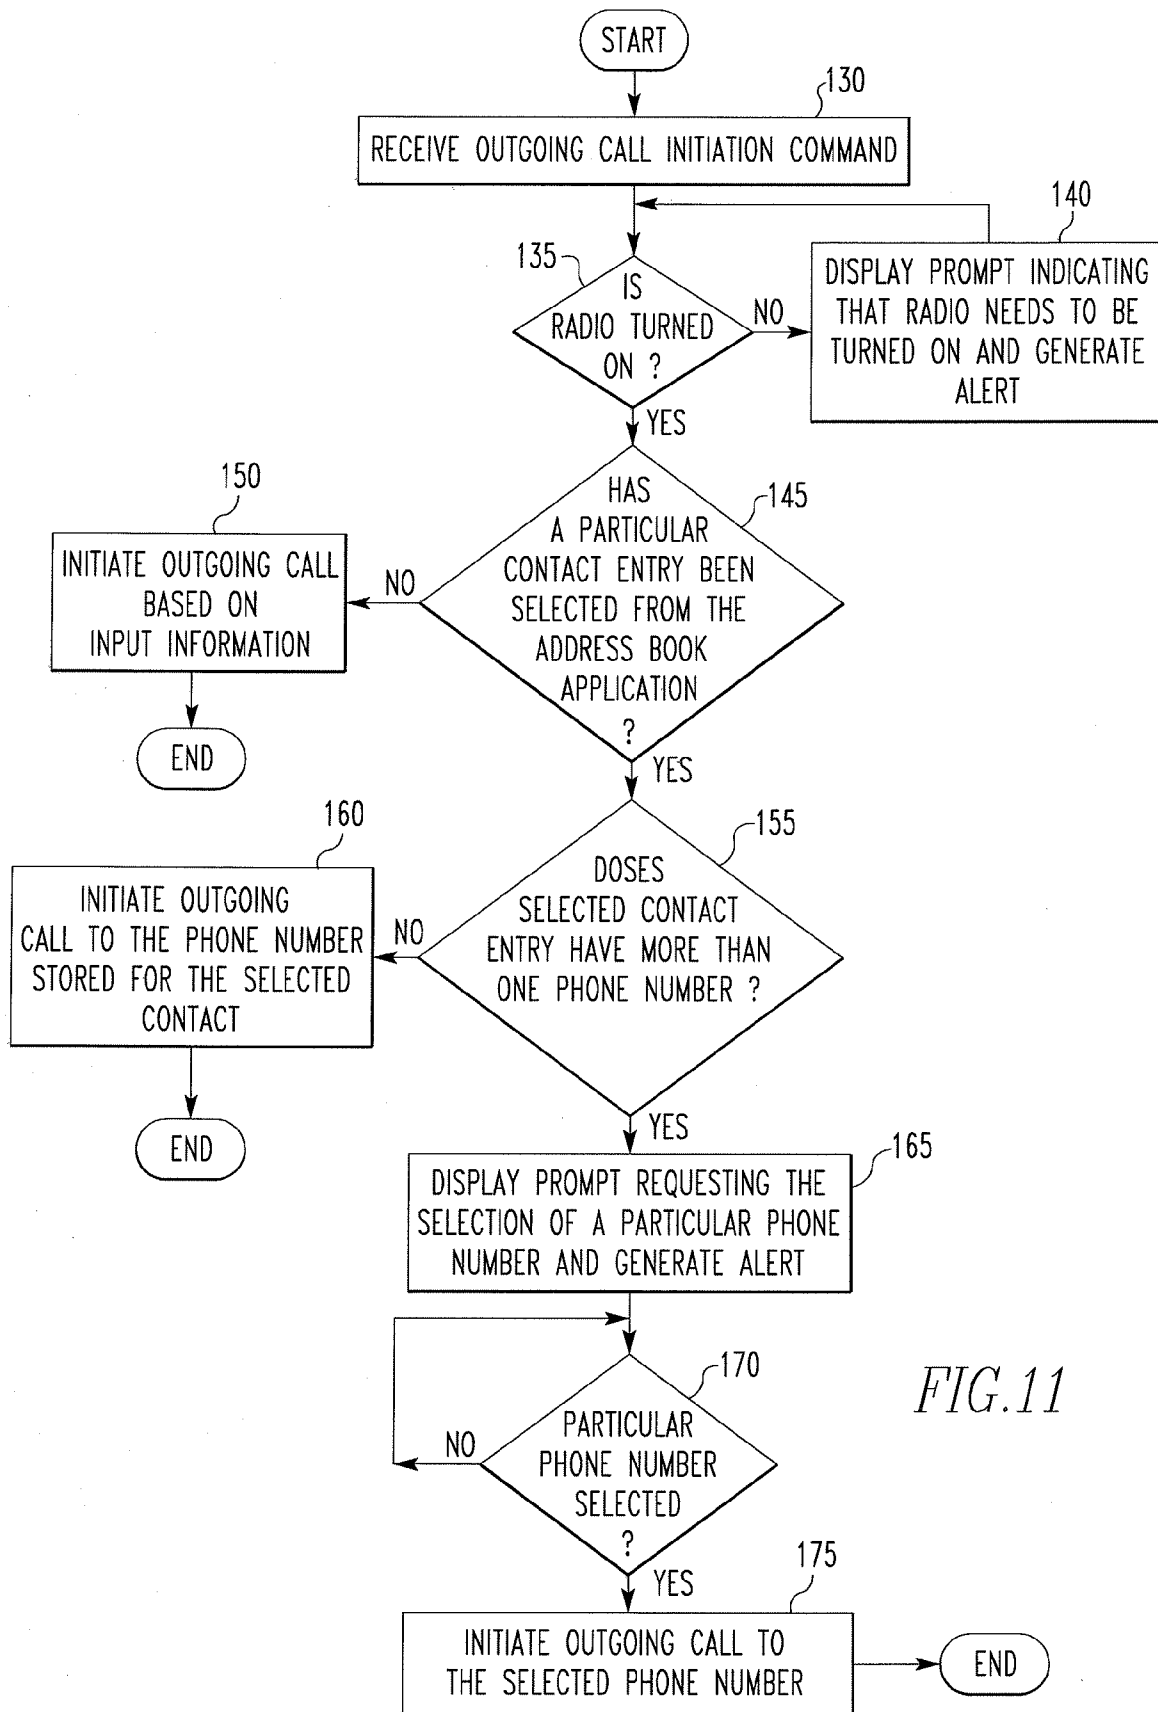 START
130
RECEIVE OUTGOING CALL INITIATION COMMAND
140
135
IS
RADIO TURNED
ON ?
NO
DISPLAY PROMPT INDICATING
THAT RADIO NEEDS TO BE
TURNED ON AND GENERATE
ALERT
YES
150
145
HAS
A PARTICULAR
CONTACT ENTRY BEEN
SELECTED FROM THE
ADDRESS BOOK
APPLICATION
?
NO
INITIATE OUTGOING CALL
BASED ON
INPUT INFORMATION
END
YES
160
155
DOSES
SELECTED CONTACT
ENTRY HAVE MORE THAN
ONE PHONE NUMBER ?
NO
INITIATE OUTGOING
CALL TO THE PHONE NUMBER
STORED FOR THE SELECTED
CONTACT
END
YES
165
DISPLAY PROMPT REQUESTING THE
SELECTION OF A PARTICULAR PHONE
NUMBER AND GENERATE ALERT
170
PARTICULAR
PHONE NUMBER
SELECTED
?
NO
FIG.11
YES
175
INITIATE OUTGOING CALL TO
THE SELECTED PHONE NUMBER
END